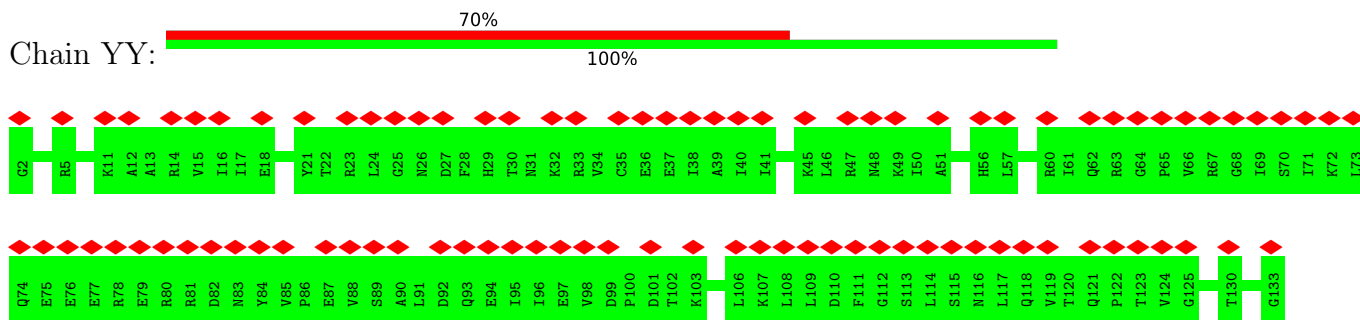 70%
Chain YY:
100%
G2 R5 K11 A12 A13 R14 V15 I16 I17 E18 Y21 T22 R23 L24 G25 N26 D27 F28 H29 T30 N31 K32 R33 V34 C35 E36 E37 I38 A39 I40 I41 K45 L46 R47 N48 K49 I50 A51 H56 L57 R60 I61 Q62 R63 G64 P65 V66 R67 G68 I69 S70 I71 K72 L73
Q74 E75 E76 E77 R78 E79 R80 R81 D82 N83 Y84 V85 P86 E87 V88 S89 A90 L91 D92 Q93 E94 I95 I96 E97 V98 D99 P100 D101 T102 K103 L106 K107 L108 L109 D110 F111 G112 S113 L114 S115 N116 L117 Q118 V119 T120 Q121 P122 T123 V124 G125 T130 G133